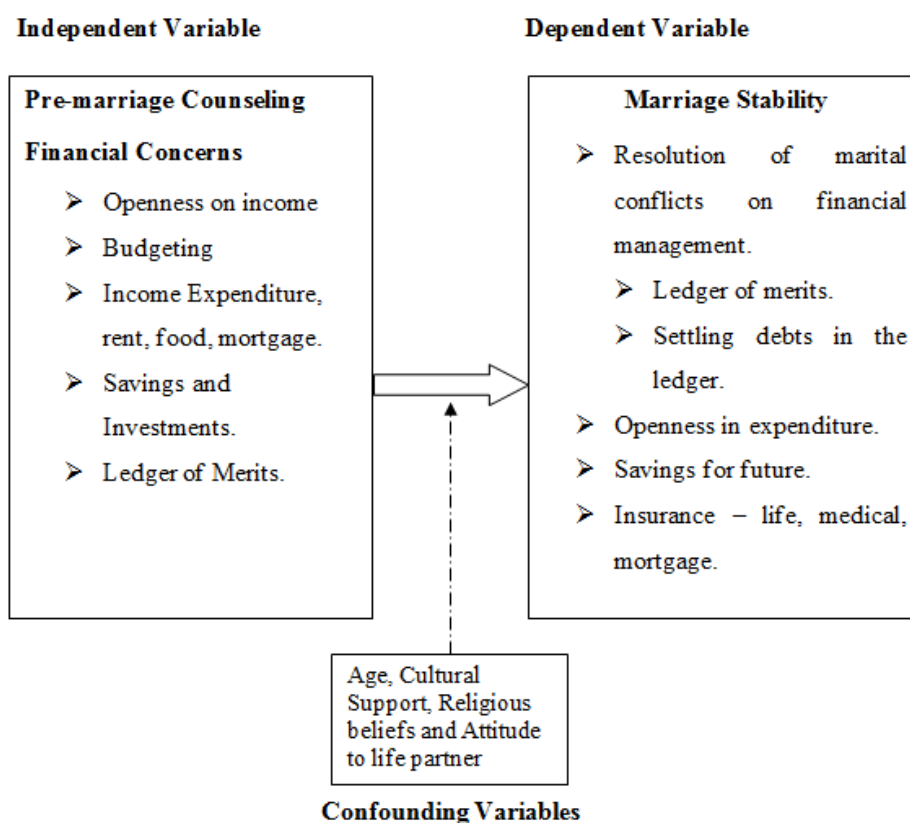 Independent Variable
Dependent Variable
Pre-marriage Counseling
Financial Concerns
➤ Openness on income
➤ Budgeting
➤ Income Expenditure,
rent, food, mortgage.
➤ Savings and
Investments.
➤ Ledger of Merits.
Marriage Stability
➤ Resolution of marital
conflicts on financial
management.
➤ Ledger of merits.
➤ Settling debts in the
ledger.
➤ Openness in expenditure.
➤ Savings for future.
➤ Insurance – life, medical,
mortgage.
Age, Cultural
Support, Religious
beliefs and Attitude
to life partner
Confounding Variables